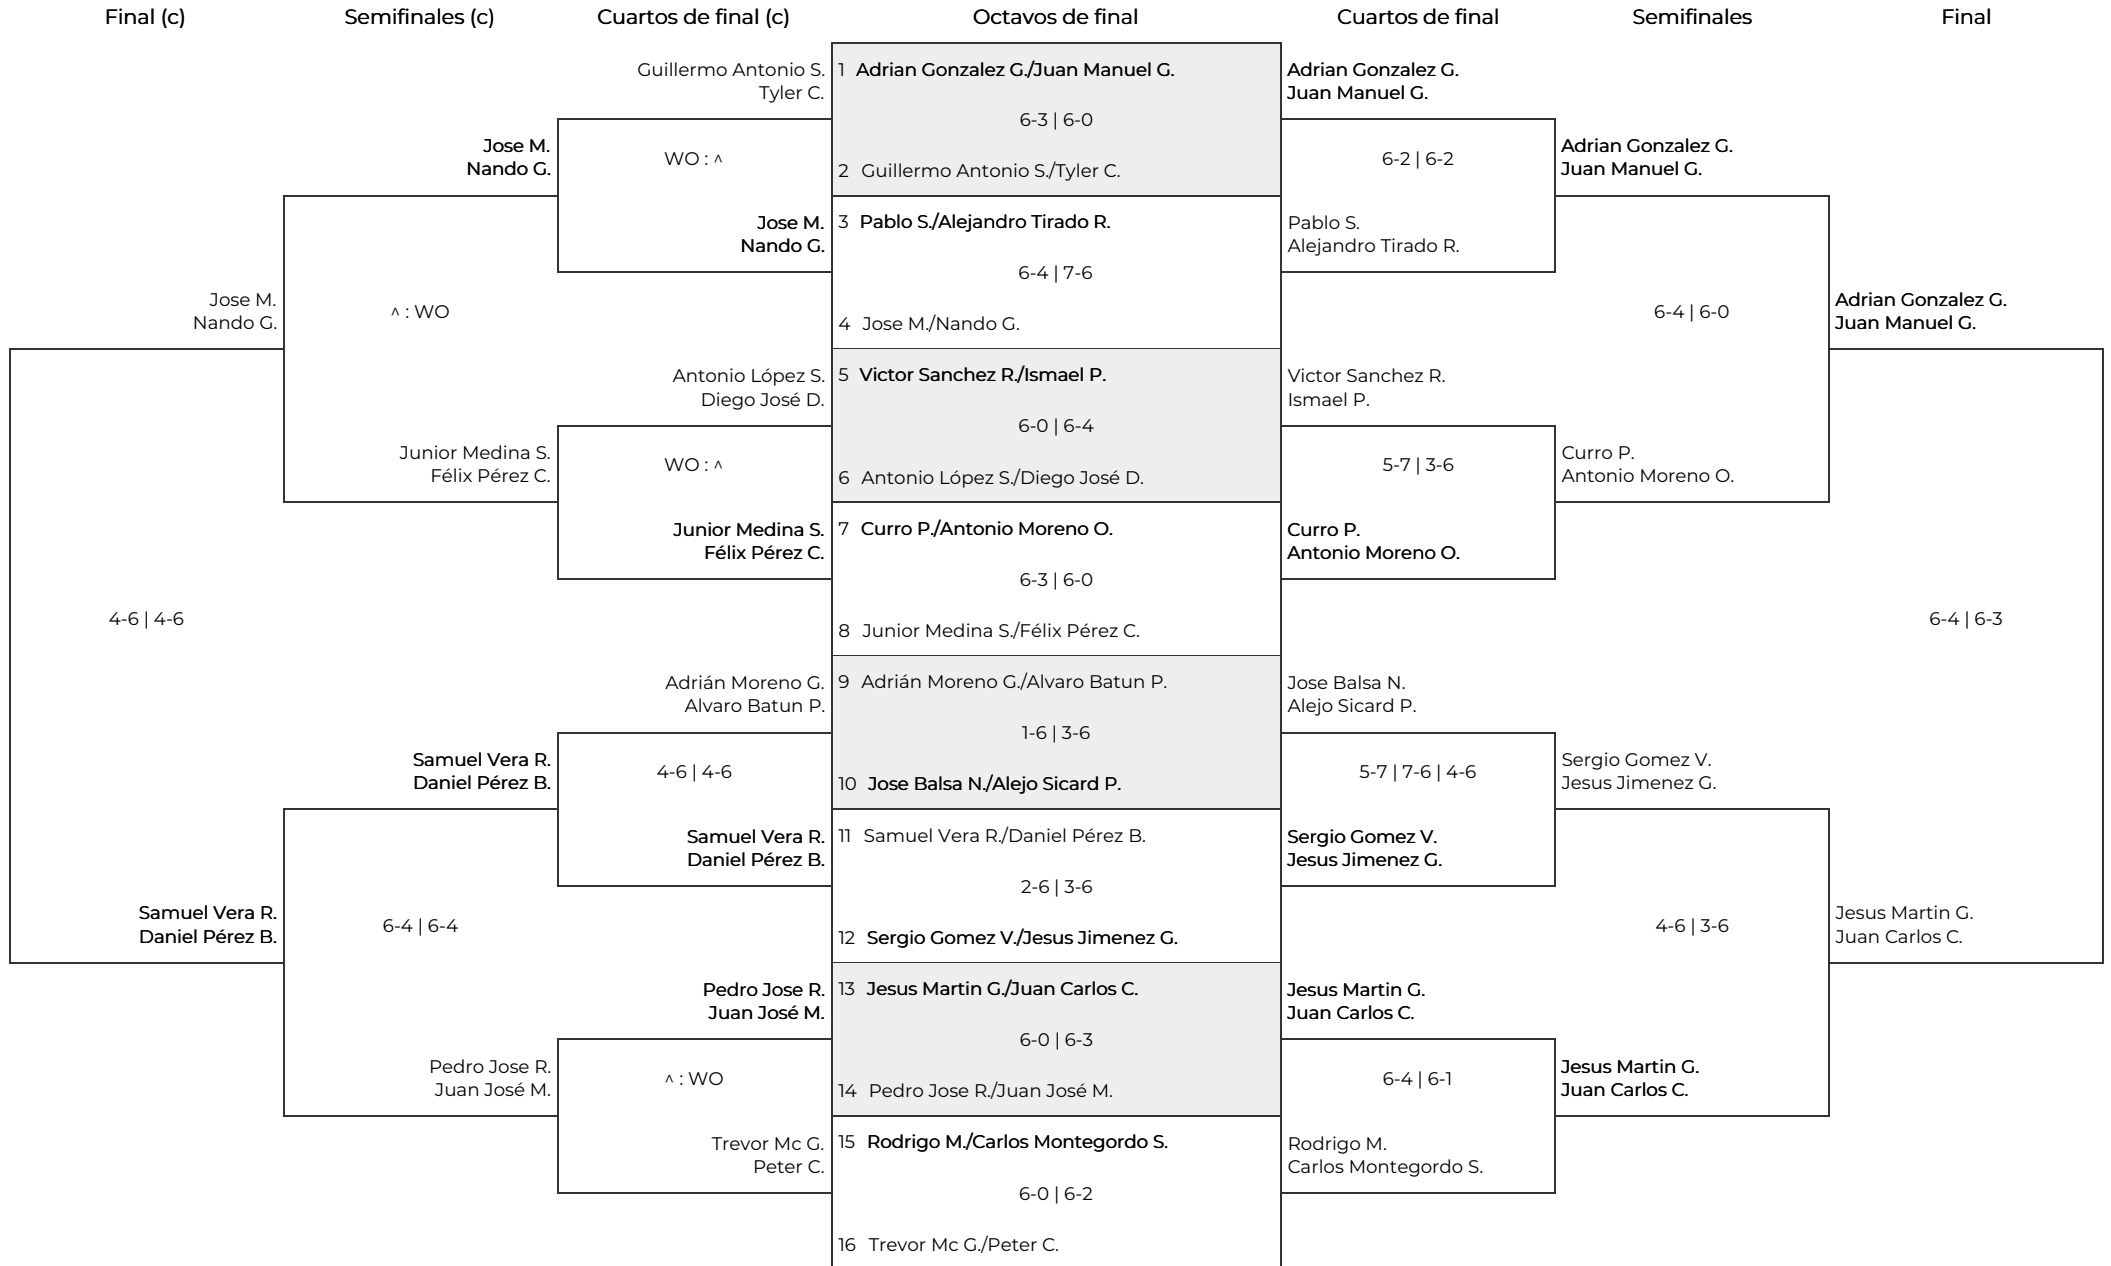 Final (c)
Semifinales (c)
Cuartos de final (c)
Octavos de final
Cuartos de final
Semifinales
Final
Jose M.
Nando G.
4-6 | 4-6
Samuel Vera R.
Daniel Pérez B.
Jose M.
Nando G.
^ : WO
Junior Medina S.
Félix Pérez C.
Samuel Vera R.
Daniel Pérez B.
6-4 | 6-4
Pedro Jose R.
Juan José M.
Guillermo Antonio S.
Tyler C.
WO : ^
Jose M.
Nando G.
Antonio López S.
Diego José D.
WO : ^
Junior Medina S.
Félix Pérez C.
Adrián Moreno G.
Alvaro Batun P.
4-6 | 4-6
Samuel Vera R.
Daniel Pérez B.
Pedro Jose R.
Juan José M.
^ : WO
Trevor Mc G.
Peter C.
1 Adrian Gonzalez G./Juan Manuel G.
6-3 | 6-0
2 Guillermo Antonio S./Tyler C.
3 Pablo S./Alejandro Tirado R.
6-4 | 7-6
4 Jose M./Nando G.
5 Victor Sanchez R./Ismael P.
6-0 | 6-4
6 Antonio López S./Diego José D.
7 Curro P./Antonio Moreno O.
6-3 | 6-0
8 Junior Medina S./Félix Pérez C.
9 Adrián Moreno G./Alvaro Batun P.
1-6 | 3-6
10 Jose Balsa N./Alejo Sicard P.
11 Samuel Vera R./Daniel Pérez B.
2-6 | 3-6
12 Sergio Gomez V./Jesus Jimenez G.
13 Jesus Martin G./Juan Carlos C.
6-0 | 6-3
14 Pedro Jose R./Juan José M.
15 Rodrigo M./Carlos Montegordo S.
6-0 | 6-2
16 Trevor Mc G./Peter C.
Adrian Gonzalez G.
Juan Manuel G.
6-2 | 6-2
Pablo S.
Alejandro Tirado R.
Victor Sanchez R.
Ismael P.
5-7 | 3-6
Curro P.
Antonio Moreno O.
Jose Balsa N.
Alejo Sicard P.
5-7 | 7-6 | 4-6
Sergio Gomez V.
Jesus Jimenez G.
Jesus Martin G.
Juan Carlos C.
6-4 | 6-1
Rodrigo M.
Carlos Montegordo S.
Adrian Gonzalez G.
Juan Manuel G.
6-4 | 6-0
Curro P.
Antonio Moreno O.
Sergio Gomez V.
Jesus Jimenez G.
4-6 | 3-6
Jesus Martin G.
Juan Carlos C.
Adrian Gonzalez G.
Juan Manuel G.
6-4 | 6-3
Jesus Martin G.
Juan Carlos C.